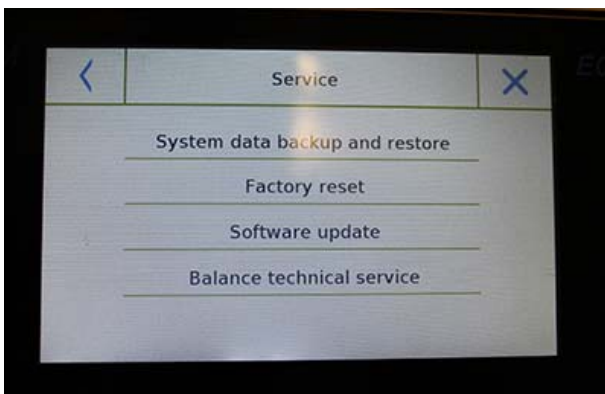 Service
System data backup and restore
Factory reset
Software update
Balance technical service